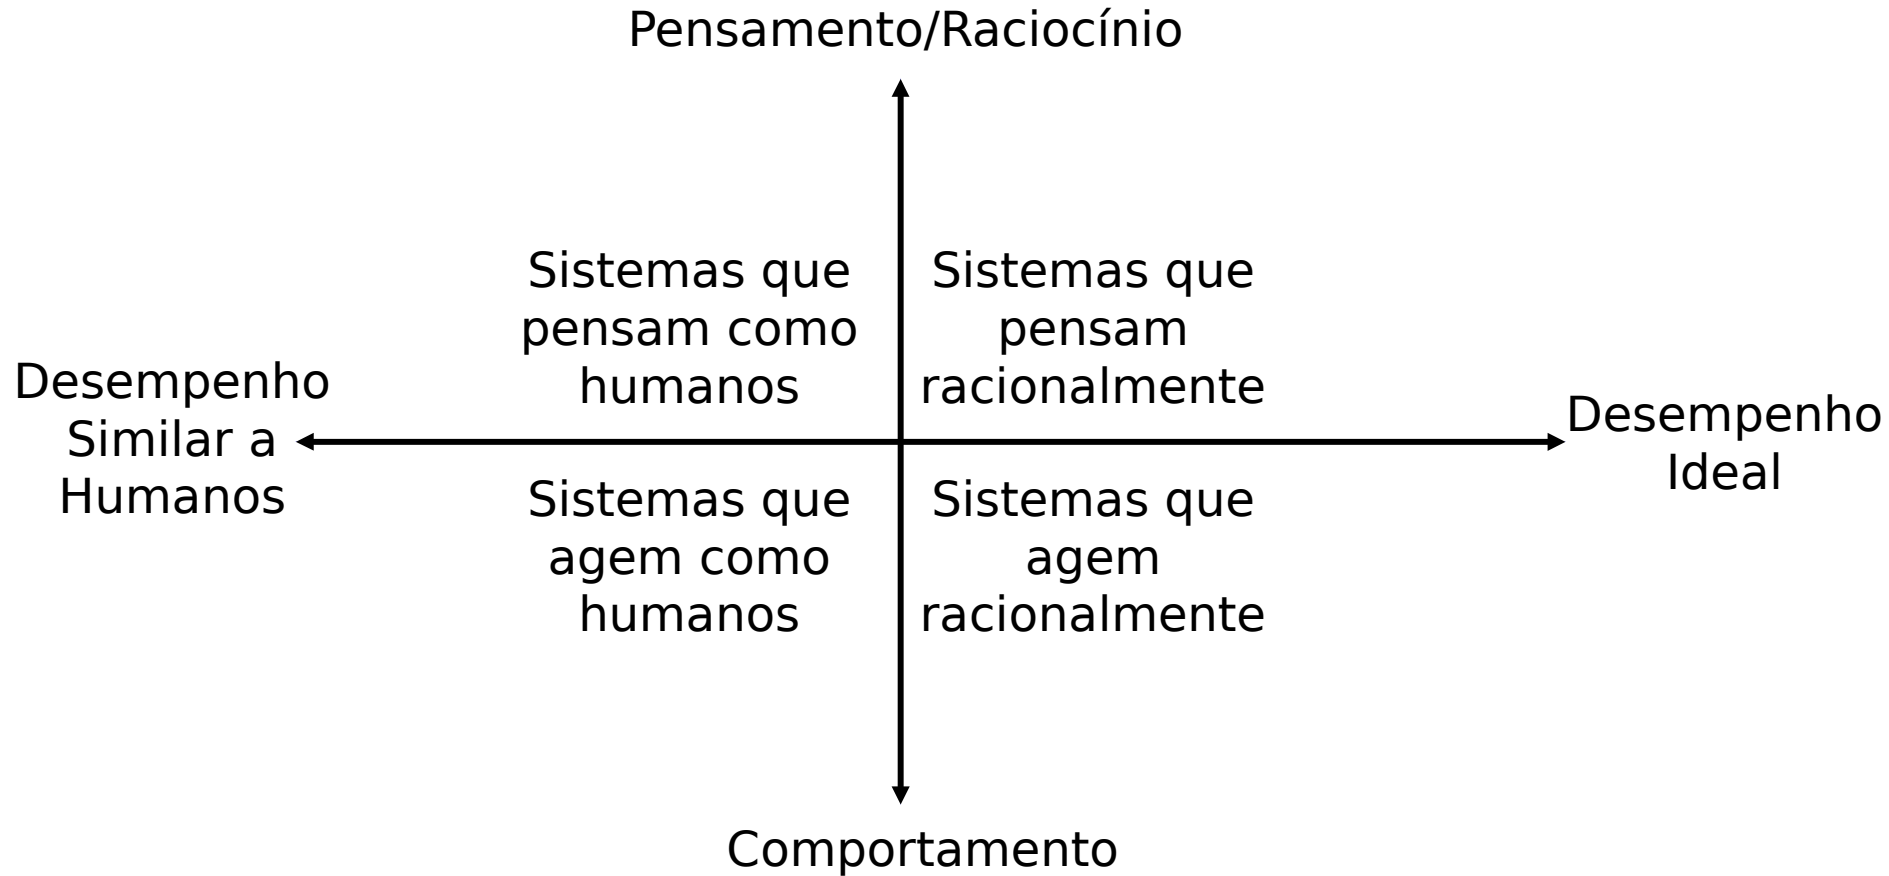 Pensamento/Raciocínio
Sistemas que
pensam como
humanos
Sistemas que
pensam
racionalmente
Desempenho
Similar a
Humanos
Desempenho
Ideal
Sistemas que
agem como
humanos
Sistemas que
agem
racionalmente
Comportamento